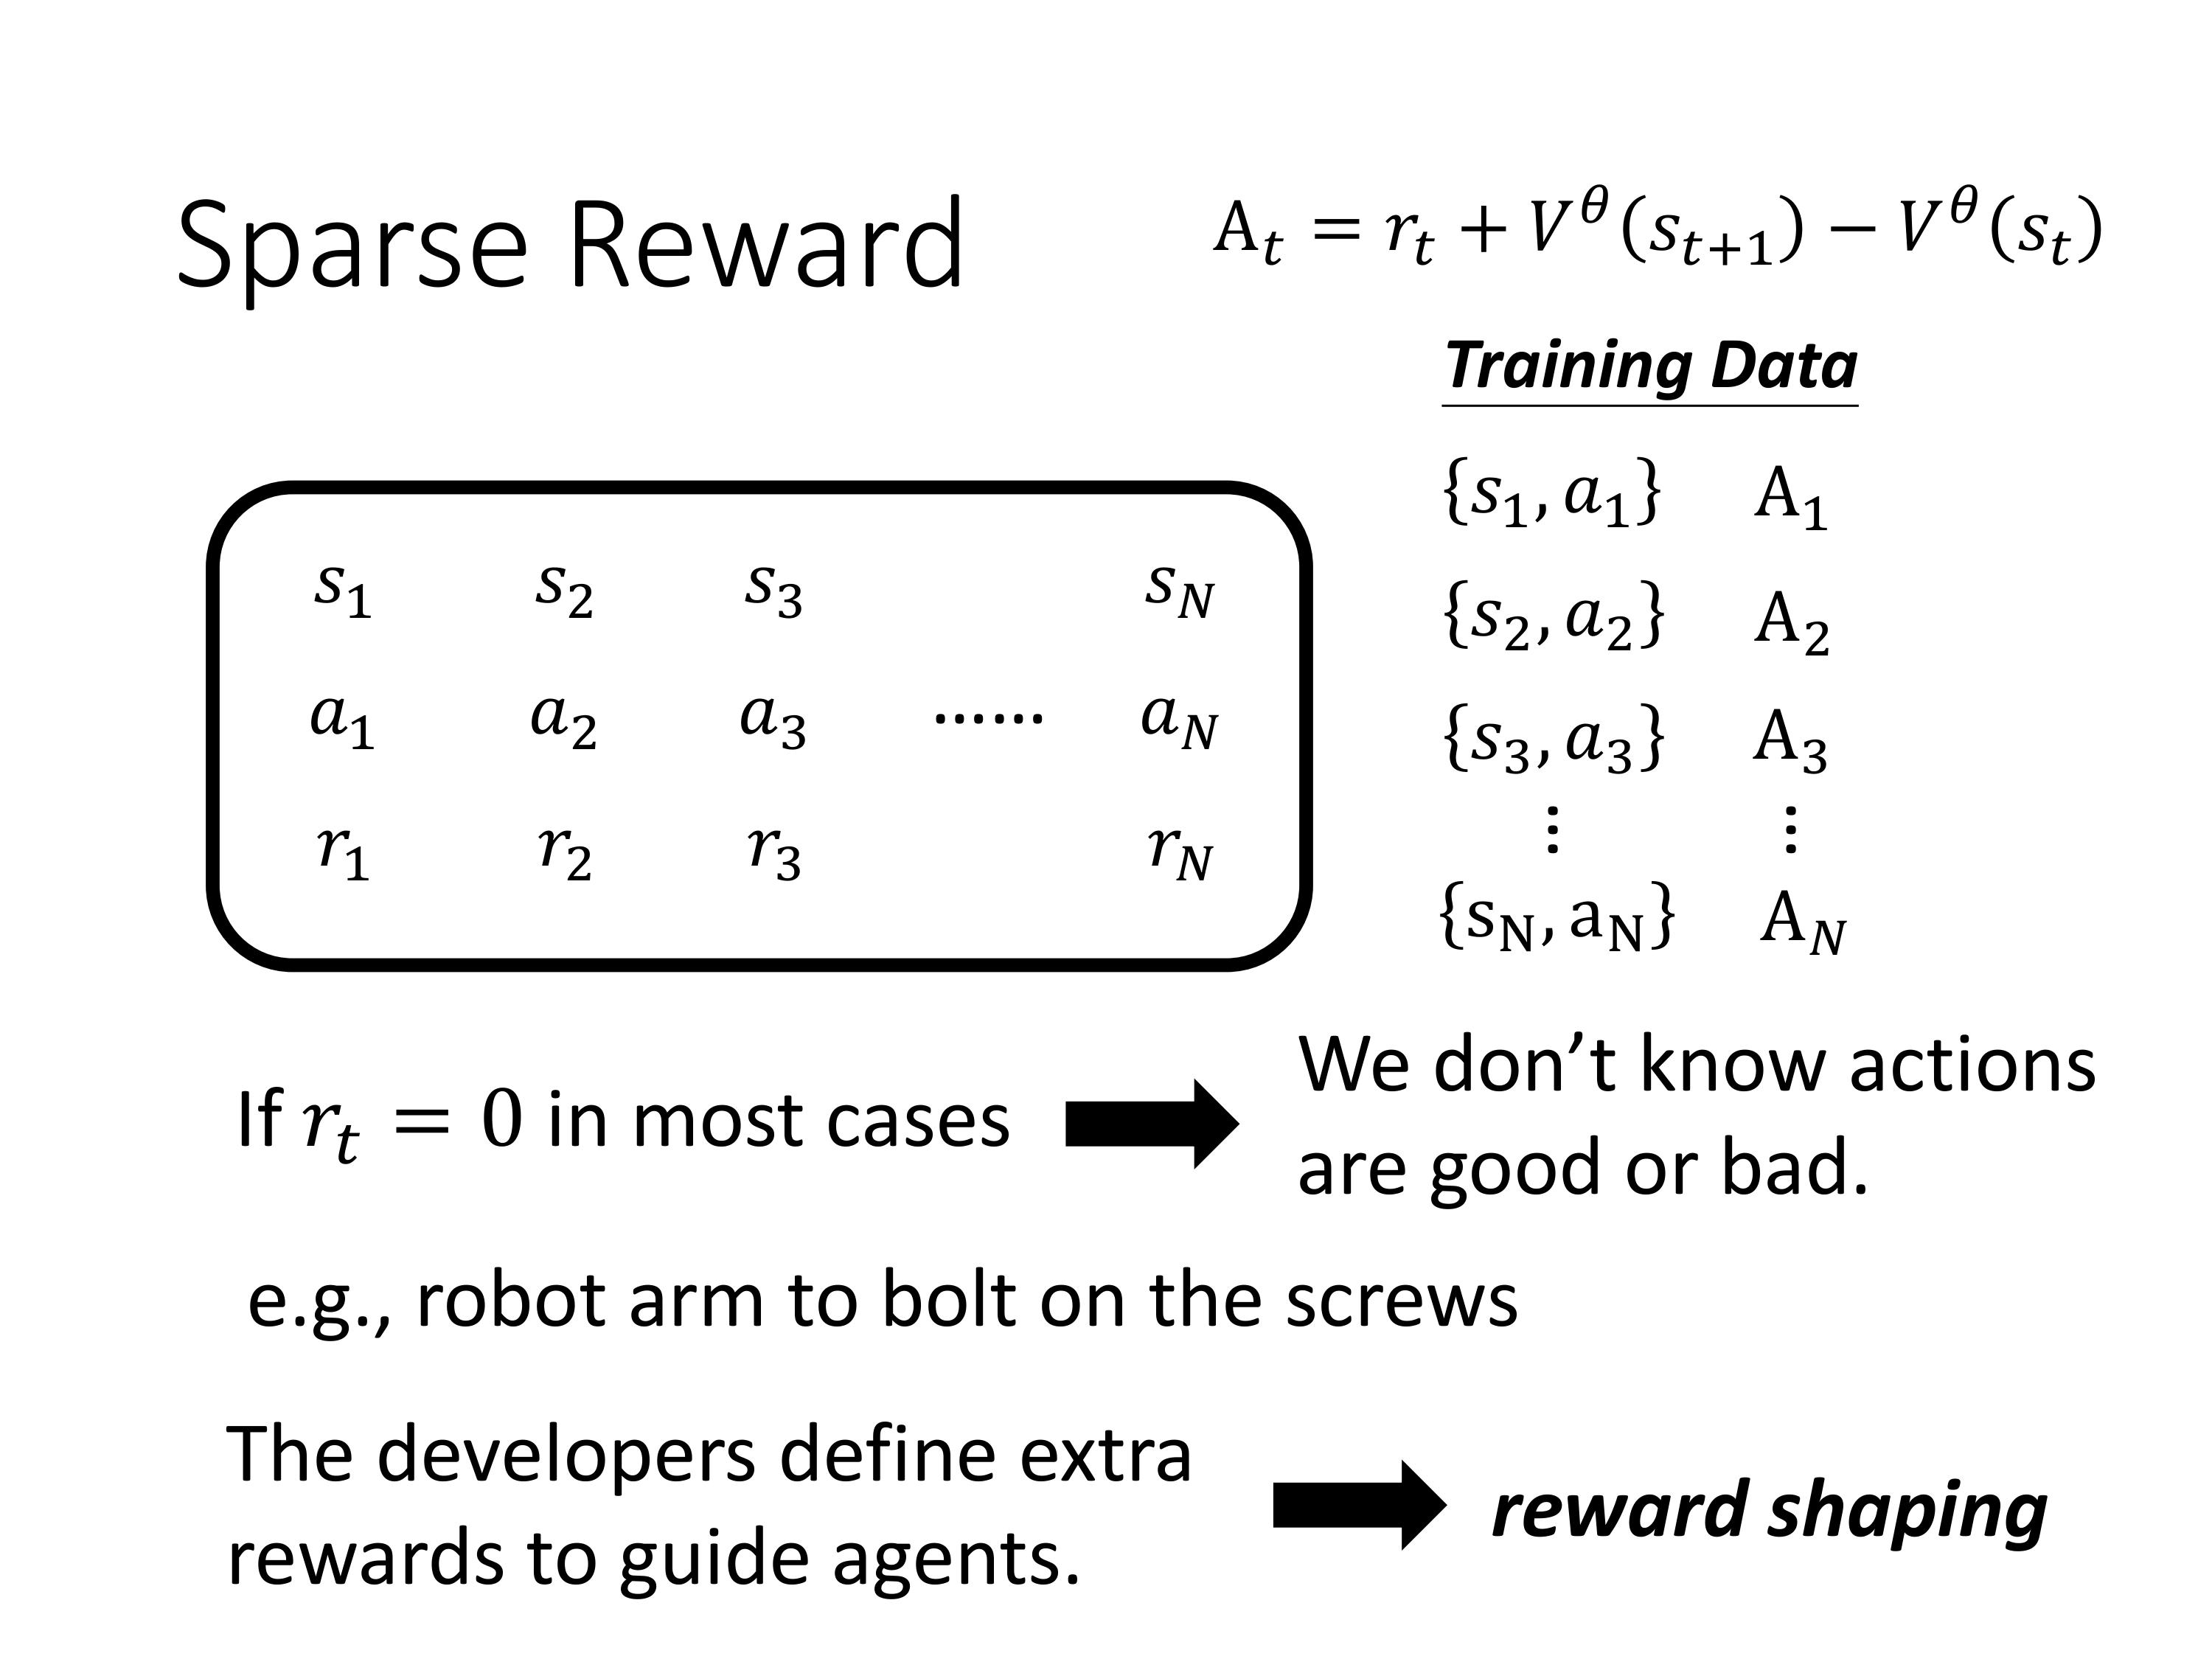 Sparse Reward
A_t = r_t + V^θ(s_{t+1}) − V^θ(s_t)
Training Data
s_1 s_2 s_3 s_N
a_1 a_2 a_3 ...... a_N
r_1 r_2 r_3 r_N
{s_1, a_1} A_1
{s_2, a_2} A_2
{s_3, a_3} A_3
⋮ ⋮
{s_N, a_N} A_N
If r_t = 0 in most cases
We don’t know actions
are good or bad.
e.g., robot arm to bolt on the screws
The developers define extra
rewards to guide agents.
reward shaping